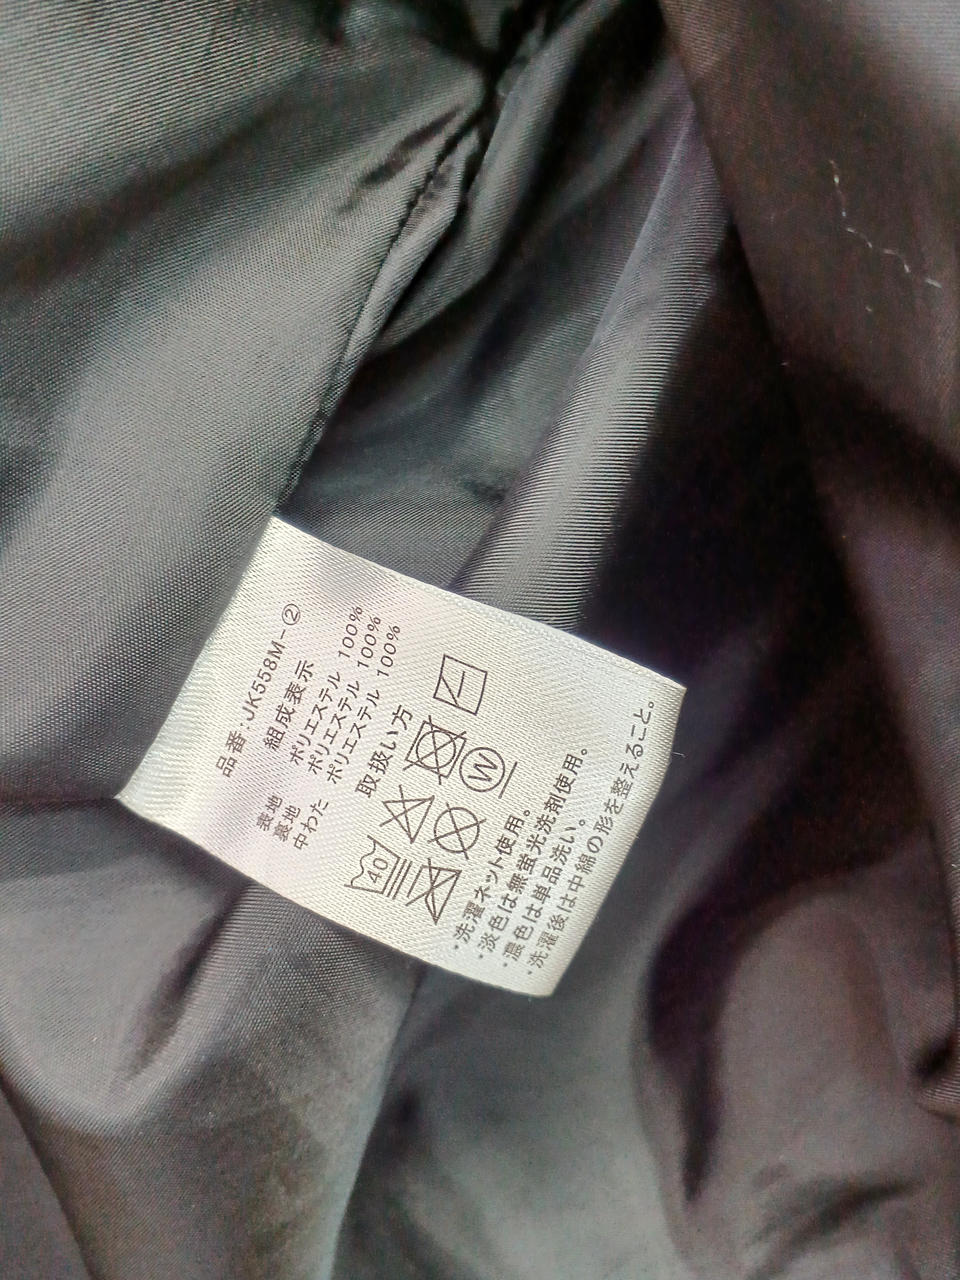 品番:JK558M-②
組成表示
表地 ポリエステル 100%
裏地 ポリエステル 100%
中わた ポリエステル 100%
取扱い方
40
W
・洗濯ネット使用。
・淡色は無蛍光洗剤使用。
・濃色は単品洗い。
・洗濯後は中綿の形を整えること。